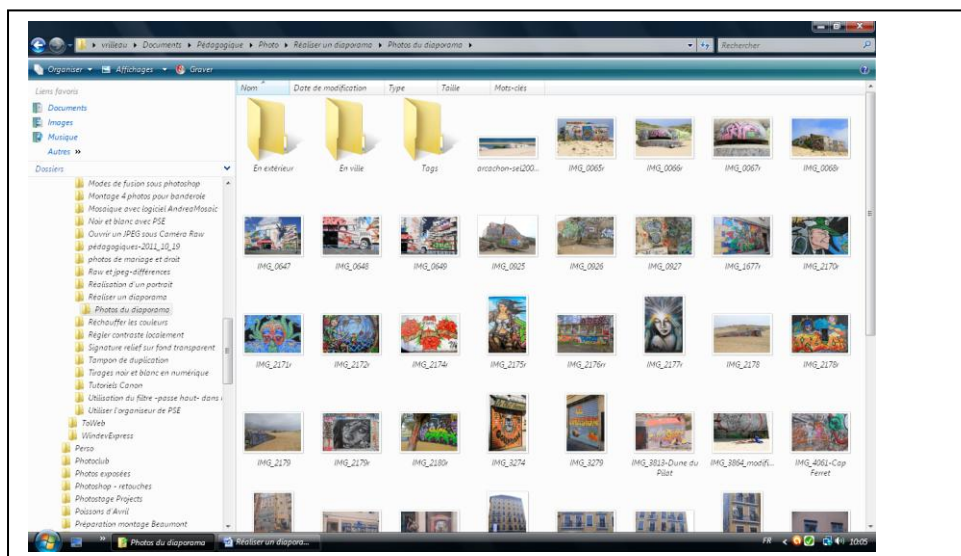 vrilleau ▸ Documents ▸ Pédagogique ▸ Photo ▸ Réaliser un diaporama ▸ Photos du diaporama ▸
Rechercher
Organiser Affichages Graver
Liens favoris
Documents
Images
Musique
Autres »
Dossiers
Modes de fusion sous photoshop
Montage 4 photos pour banderole
Mosaique avec logiciel AndreaMosaic
Noir et blanc avec PSE
Ouvrir un JPEG sous Caméra Raw
pédagogiques-2011_10_19
photos de mariage et droit
Raw et jpeg-différences
Réalisation d'un portrait
Réaliser un diaporama
Photos du diaporama
Réchauffer les couleurs
Régler contraste localement
Signature relief sur fond transparent
Tampon de duplication
Tirages noir et blanc en numérique
Tutoriels Canon
Utilisation du filtre -passe haut- dans
Utiliser l'organiseur de PSE
ToWeb
WindevExpress
Perso
Photoclub
Photos exposées
Photoshop - retouches
Photostage Projects
Poissons d'Avril
Préparation montage Beaumont
Nom Date de modification Type Taille Mots-clés
En extérieur En ville Tags arcachon-sel200... IMG_0065r IMG_0066r IMG_0067r IMG_0068r
IMG_0647 IMG_0648 IMG_0649 IMG_0925 IMG_0926 IMG_0927 IMG_1677r IMG_2170r
IMG_2171r IMG_2172r IMG_2174r IMG_2175r IMG_2176rr IMG_2177r IMG_2178 IMG_2178r
IMG_2179 IMG_2179r IMG_2180r IMG_3274 IMG_3279 IMG_3813-Dune du Pilat IMG_3864_modifi... IMG_4061-Cap Ferret
Photos du diaporama Réaliser un diapora... FR 10:05